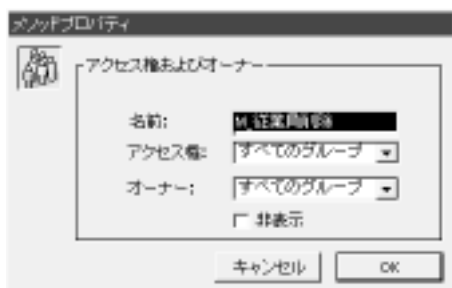 メソッドプロパティ
アクセス権およびオーナー
名前: M_従業員削除
アクセス権: すべてのグループ
オーナー: すべてのグループ
非表示
キャンセル OK